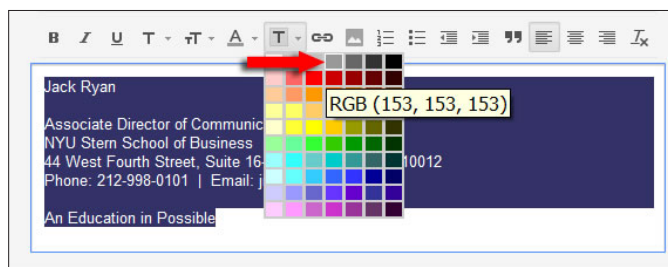 B I U T T A T
Jack Ryan
RGB (153, 153, 153)
Associate Director of Communic
NYU Stern School of Business
44 West Fourth Street, Suite 16- 10012
Phone: 212-998-0101 | Email: j
An Education in Possible